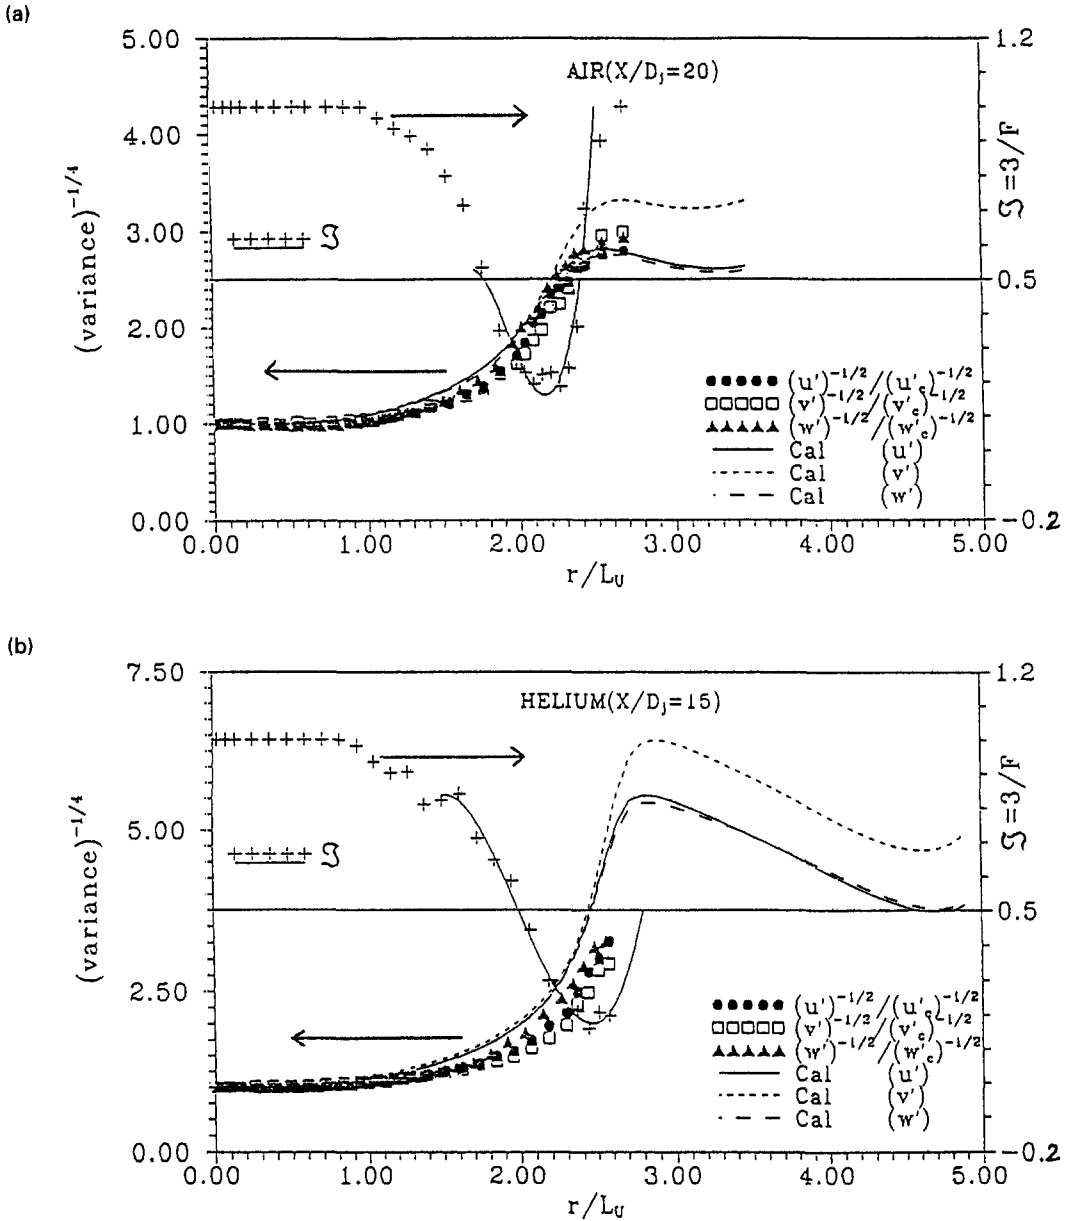 (a)
5.00
4.00
3.00
2.00
1.00
0.00
(variance)⁻¹/⁴
1.2
0.5
-0.2
ℑ=3/F
AIR(X/Dⱼ=20)
ℑ
(u')⁻¹/²/(u'c)⁻¹/²
(v')⁻¹/²/(v'c)⁻¹/²
(w')⁻¹/²/(w'c)⁻¹/²
Cal (u')
Cal (v')
Cal (w')
0.00 1.00 2.00 3.00 4.00 5.00
r/L_U
(b)
7.50
5.00
2.50
0.00
(variance)⁻¹/⁴
1.2
0.5
-0.2
ℑ=3/F
HELIUM(X/Dⱼ=15)
ℑ
(u')⁻¹/²/(u'c)⁻¹/²
(v')⁻¹/²/(v'c)⁻¹/²
(w')⁻¹/²/(w'c)⁻¹/²
Cal (u')
Cal (v')
Cal (w')
0.00 1.00 2.00 3.00 4.00 5.00
r/L_U